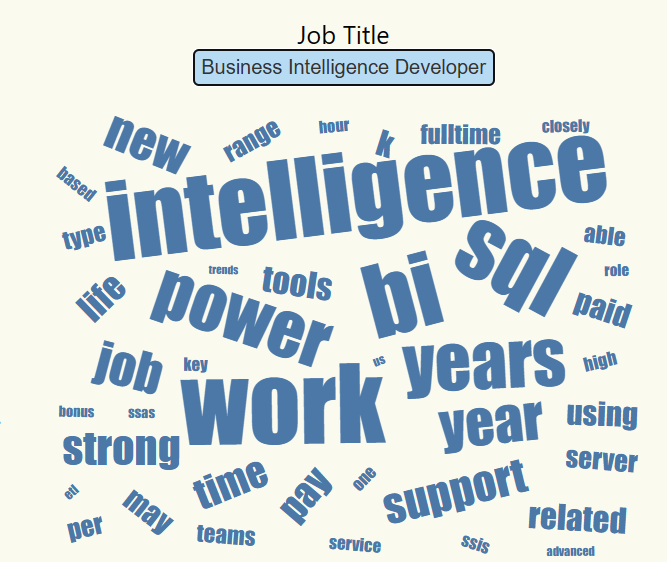 Job Title
Business Intelligence Developer
new
range
hour
k
fulltime
closely
based
intelligence
type
sql
able
life
trends
tools
bi
role
power
paid
job
key
us
years
high
work
bonus
ssas
year
using
strong
server
etl
may
time
pay
one
support
per
teams
related
service
ssis
advanced